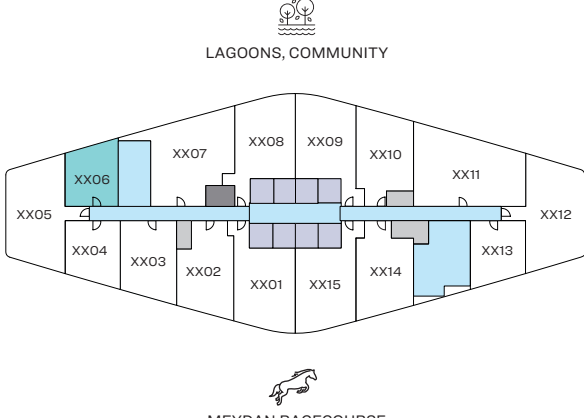 LAGOONS, COMMUNITY
XX08 XX09
XX07 XX10
XX06 XX11
XX05 XX12
XX04 XX03 XX02 XX01 XX15 XX14 XX13
MEYDAN RACECOURSE